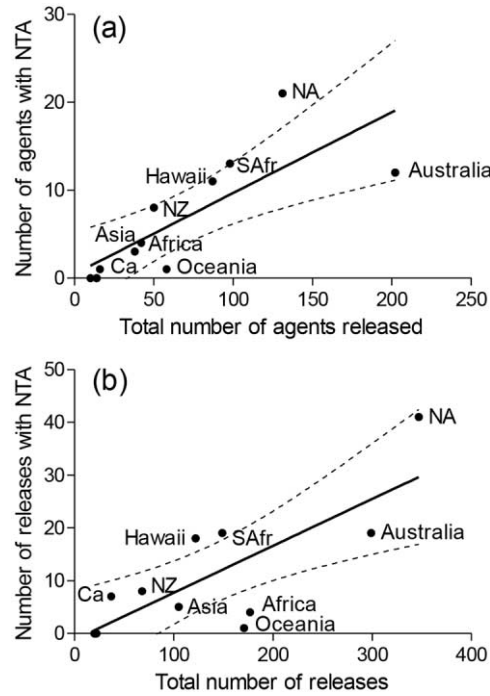 (a)
Number of agents with NTA
30
20
10
0
NA
SAfr
Hawaii
Australia
NZ
Asia
Africa
Ca
Oceania
0 50 100 150 200 250
Total number of agents released
(b)
Number of releases with NTA
50
40
30
20
10
0
NA
Hawaii
SAfr
Australia
Ca
NZ
Asia
Africa
Oceania
0 100 200 300 400
Total number of releases